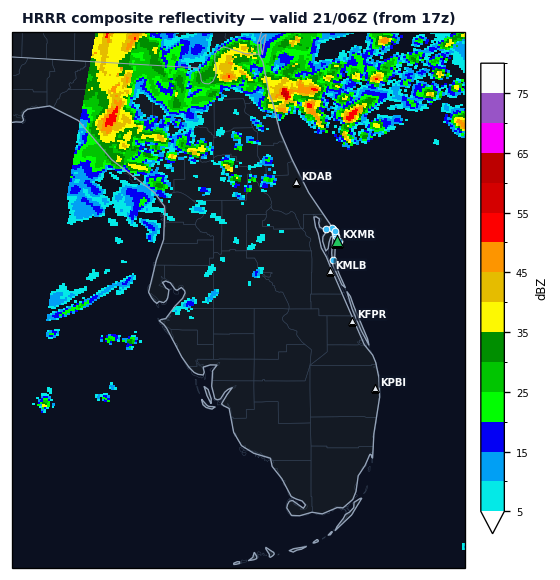 HRRR composite reflectivity — valid 21/06Z (from 17z)
KDAB
KXMR
KMLB
KFPR
KPBI
75
65
55
45
35
25
15
5
dBZ